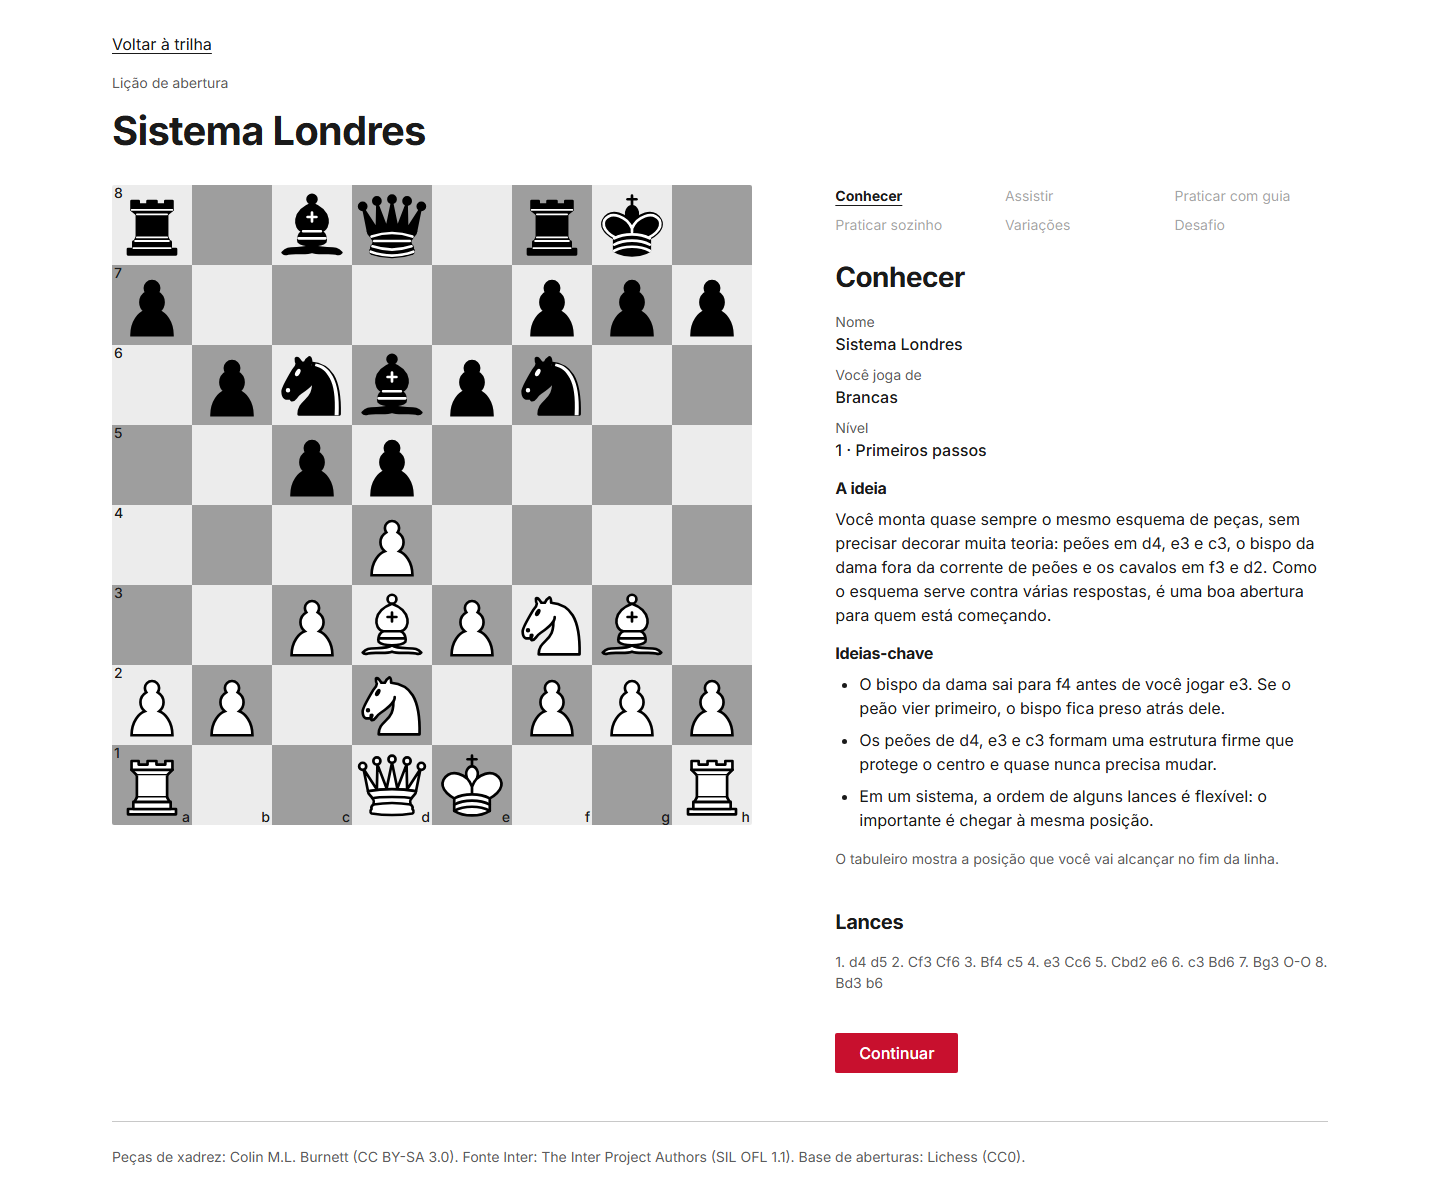 Voltar à trilha
Lição de abertura
Sistema Londres
8
7
6
5
4
3
2
1
a b c d e f g h
Conhecer Assistir Praticar com guia
Praticar sozinho Variações Desafio
Conhecer
Nome
Sistema Londres
Você joga de
Brancas
Nível
1 · Primeiros passos
A ideia
Você monta quase sempre o mesmo esquema de peças, sem
precisar decorar muita teoria: peões em d4, e3 e c3, o bispo da
dama fora da corrente de peões e os cavalos em f3 e d2. Como
o esquema serve contra várias respostas, é uma boa abertura
para quem está começando.
Ideias-chave
• O bispo da dama sai para f4 antes de você jogar e3. Se o
peão vier primeiro, o bispo fica preso atrás dele.
• Os peões de d4, e3 e c3 formam uma estrutura firme que
protege o centro e quase nunca precisa mudar.
• Em um sistema, a ordem de alguns lances é flexível: o
importante é chegar à mesma posição.
O tabuleiro mostra a posição que você vai alcançar no fim da linha.
Lances
1. d4 d5 2. Cf3 Cf6 3. Bf4 c5 4. e3 Cc6 5. Cbd2 e6 6. c3 Bd6 7. Bg3 O-O 8.
Bd3 b6
Continuar
Peças de xadrez: Colin M.L. Burnett (CC BY-SA 3.0). Fonte Inter: The Inter Project Authors (SIL OFL 1.1). Base de aberturas: Lichess (CC0).